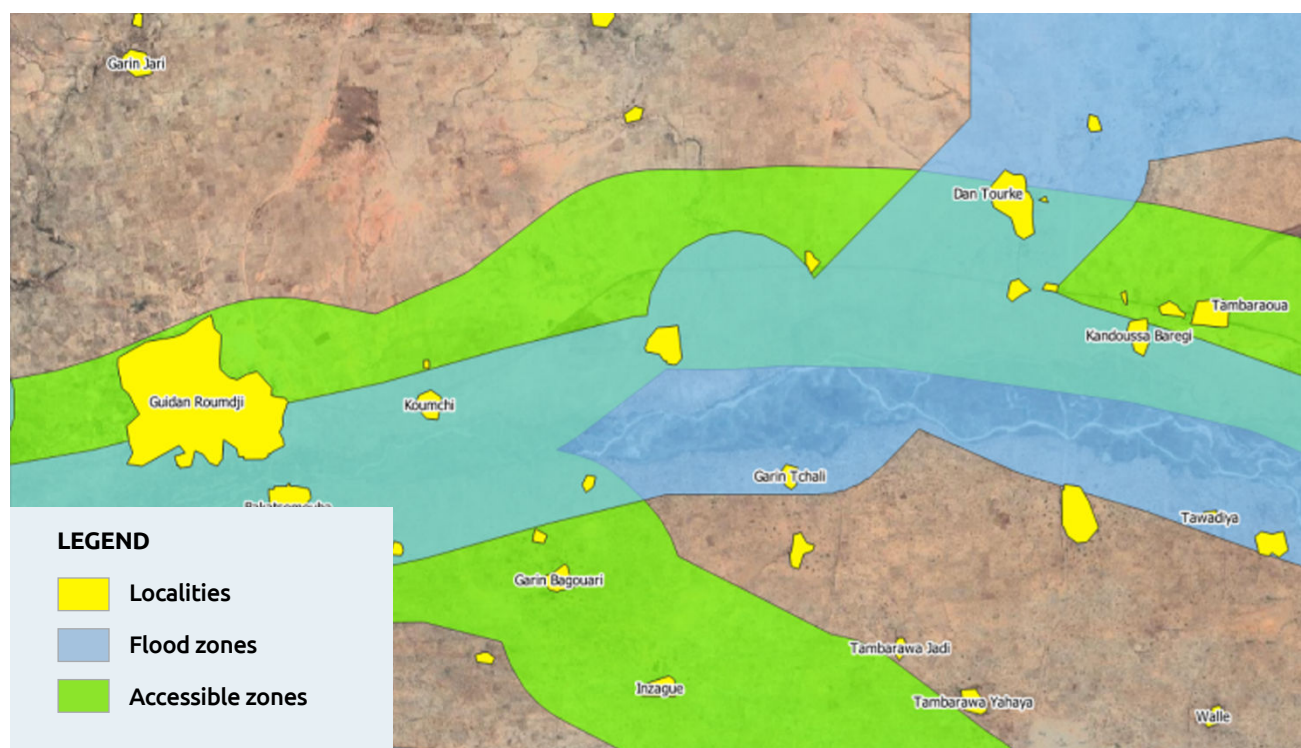 Garin Jari
Dan Tourke
Tambaraoua
Kandoussa Baregi
Guidan Roumdji
Koumchi
Garin Tchali
Tawadiya
Garin Bagouari
Tambarawa Jadi
Inzague
Tambarawa Yahaya
Walle
LEGEND
Localities
Flood zones
Accessible zones